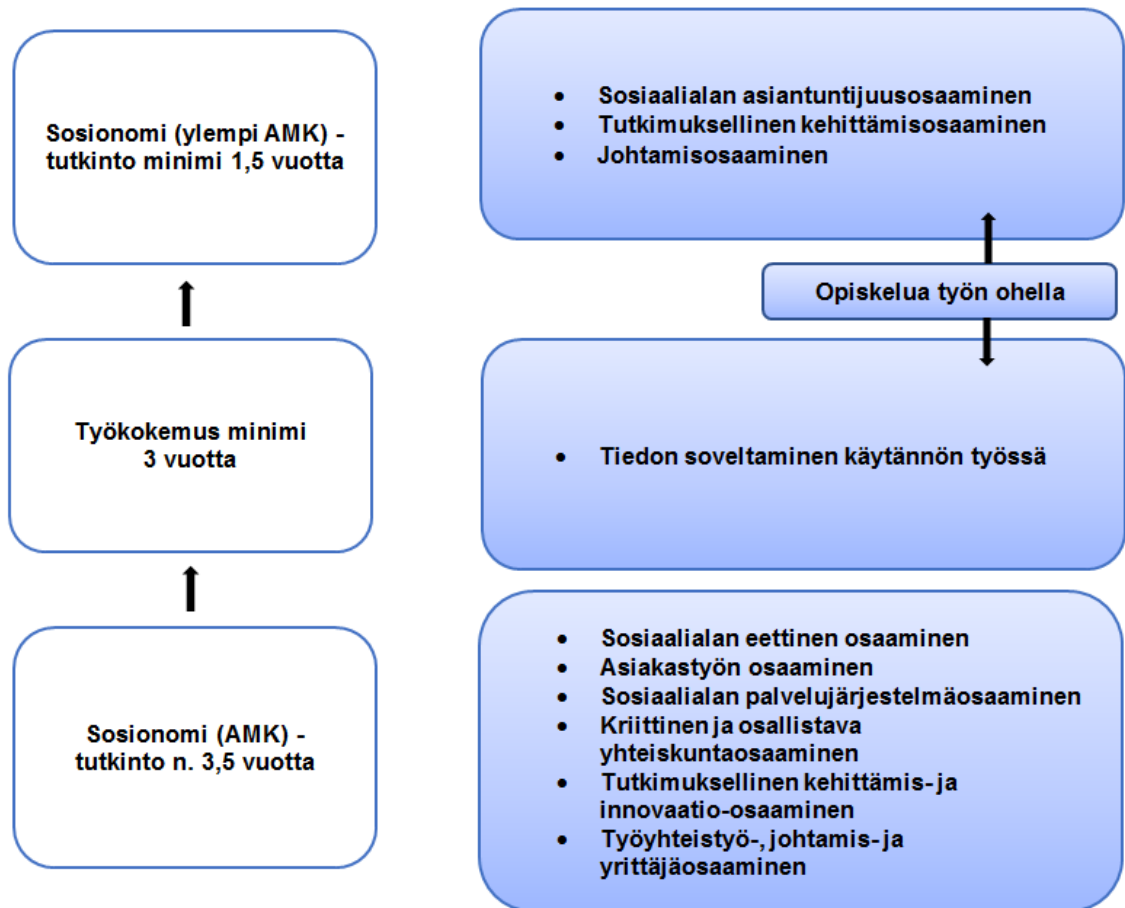 Sosionomi (ylempi AMK) -
tutkinto minimi 1,5 vuotta
• Sosiaalialan asiantuntijuusosaaminen
• Tutkimuksellinen kehittämisosaaminen
• Johtamisosaaminen
Opiskelua työn ohella
Työkokemus minimi
3 vuotta
• Tiedon soveltaminen käytännön työssä
Sosionomi (AMK) -
tutkinto n. 3,5 vuotta
• Sosiaalialan eettinen osaaminen
• Asiakastyön osaaminen
• Sosiaalialan palvelujärjestelmäosaaminen
• Kriittinen ja osallistava
yhteiskuntaosaaminen
• Tutkimuksellinen kehittämis- ja
innovaatio-osaaminen
• Työyhteistyö-, johtamis- ja
yrittäjäosaaminen